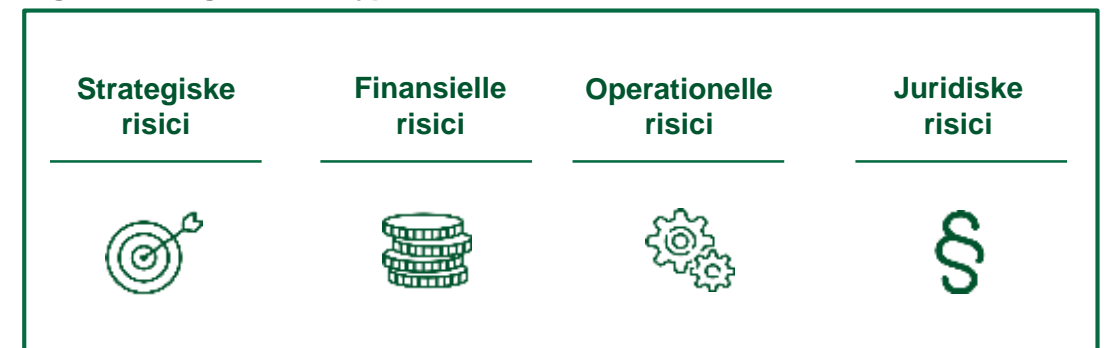 Strategiske
risici
Finansielle
risici
Operationelle
risici
Juridiske
risici
§